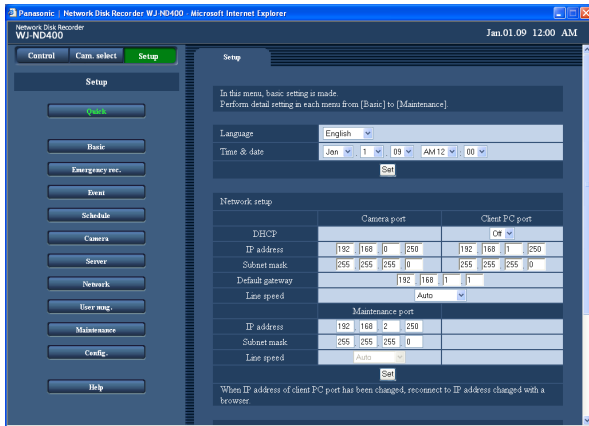 Panasonic | Network Disk Recorder WJ-ND400 - Microsoft Internet Explorer
Network Disk Recorder
WJ-ND400
Jan.01.09 12:00 AM
Control Cam. select Setup
Setup
Quick
Basic
Emergency rec.
Event
Schedule
Camera
Server
Network
User mng.
Maintenance
Config.
Help
Setup
In this menu, basic setting is made.
Perform detail setting in each menu from [Basic] to [Maintenance].
Language English
Time & date Jan . 1 . 09 AM 12 : 00
Set
Network setup
Camera port Client PC port
DHCP Off
IP address 192 . 168 . 0 . 250 192 . 168 . 1 . 250
Subnet mask 255 . 255 . 255 . 0 255 . 255 . 255 . 0
Default gateway 192 . 168 . 1 . 1
Line speed Auto
Maintenance port
IP address 192 . 168 . 2 . 250
Subnet mask 255 . 255 . 255 . 0
Line speed Auto
Set
When IP address of client PC port has been changed, reconnect to IP address changed with a
browser